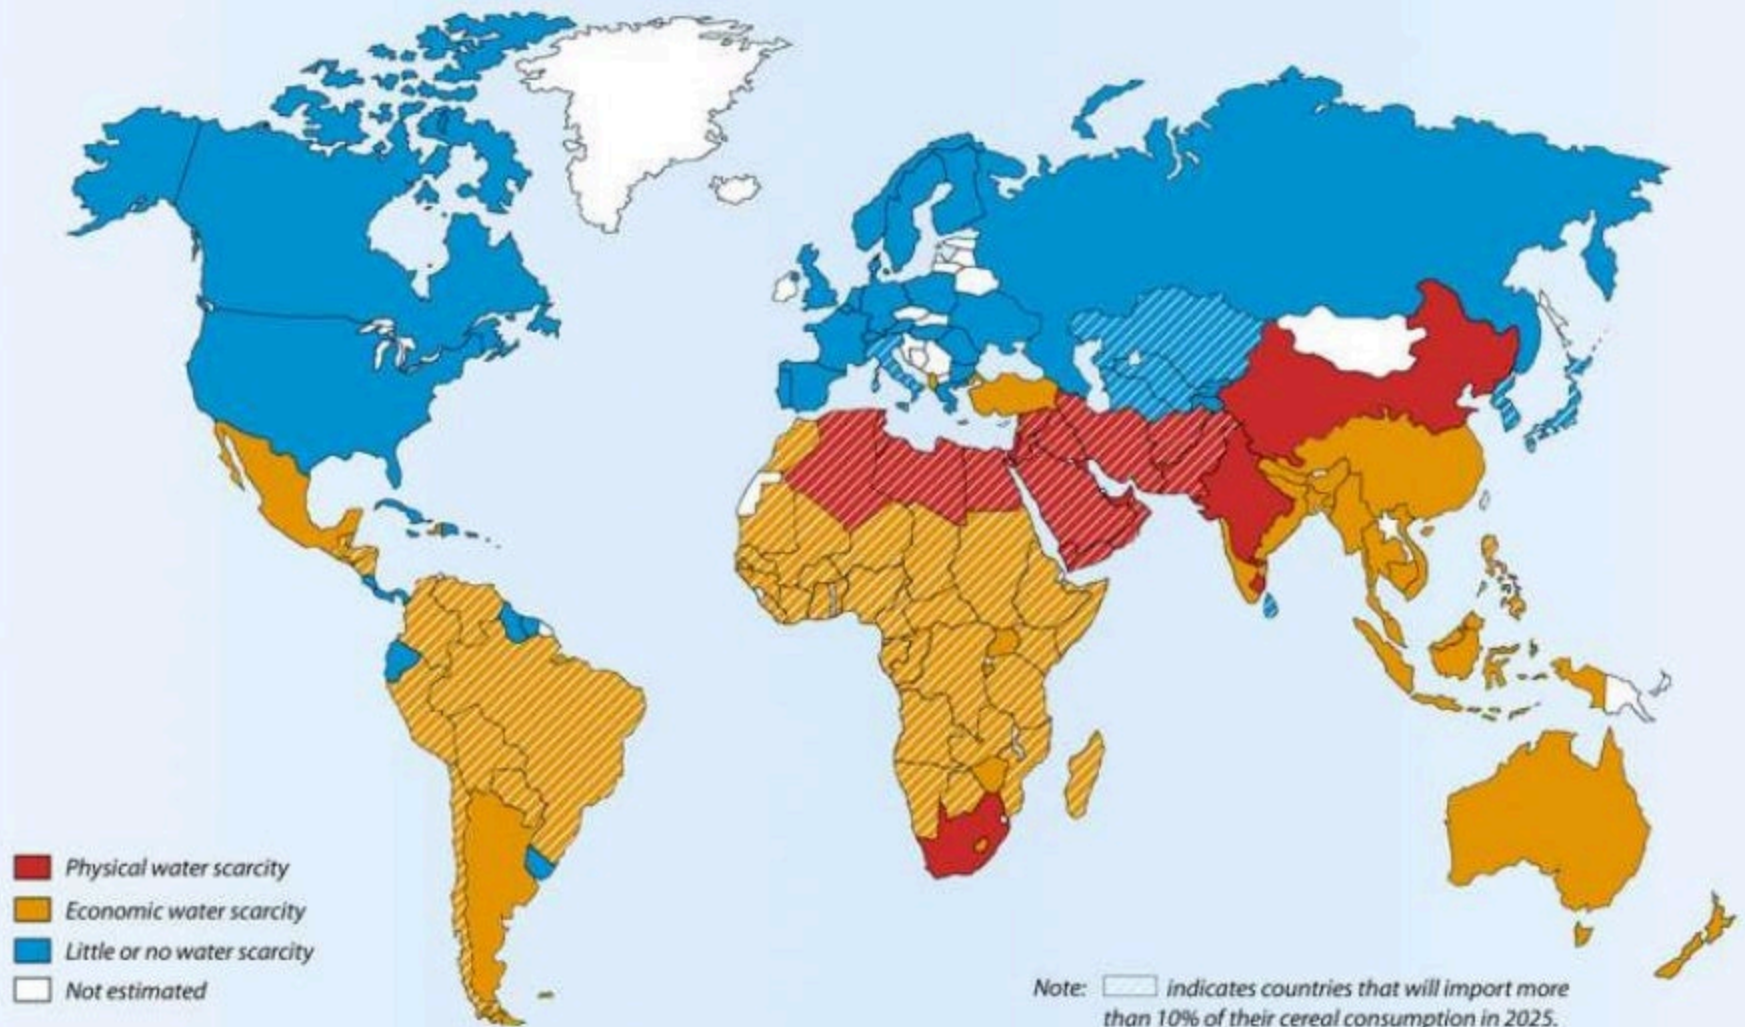 Physical water scarcity
Economic water scarcity
Little or no water scarcity
Not estimated
Note: indicates countries that will import more
than 10% of their cereal consumption in 2025.